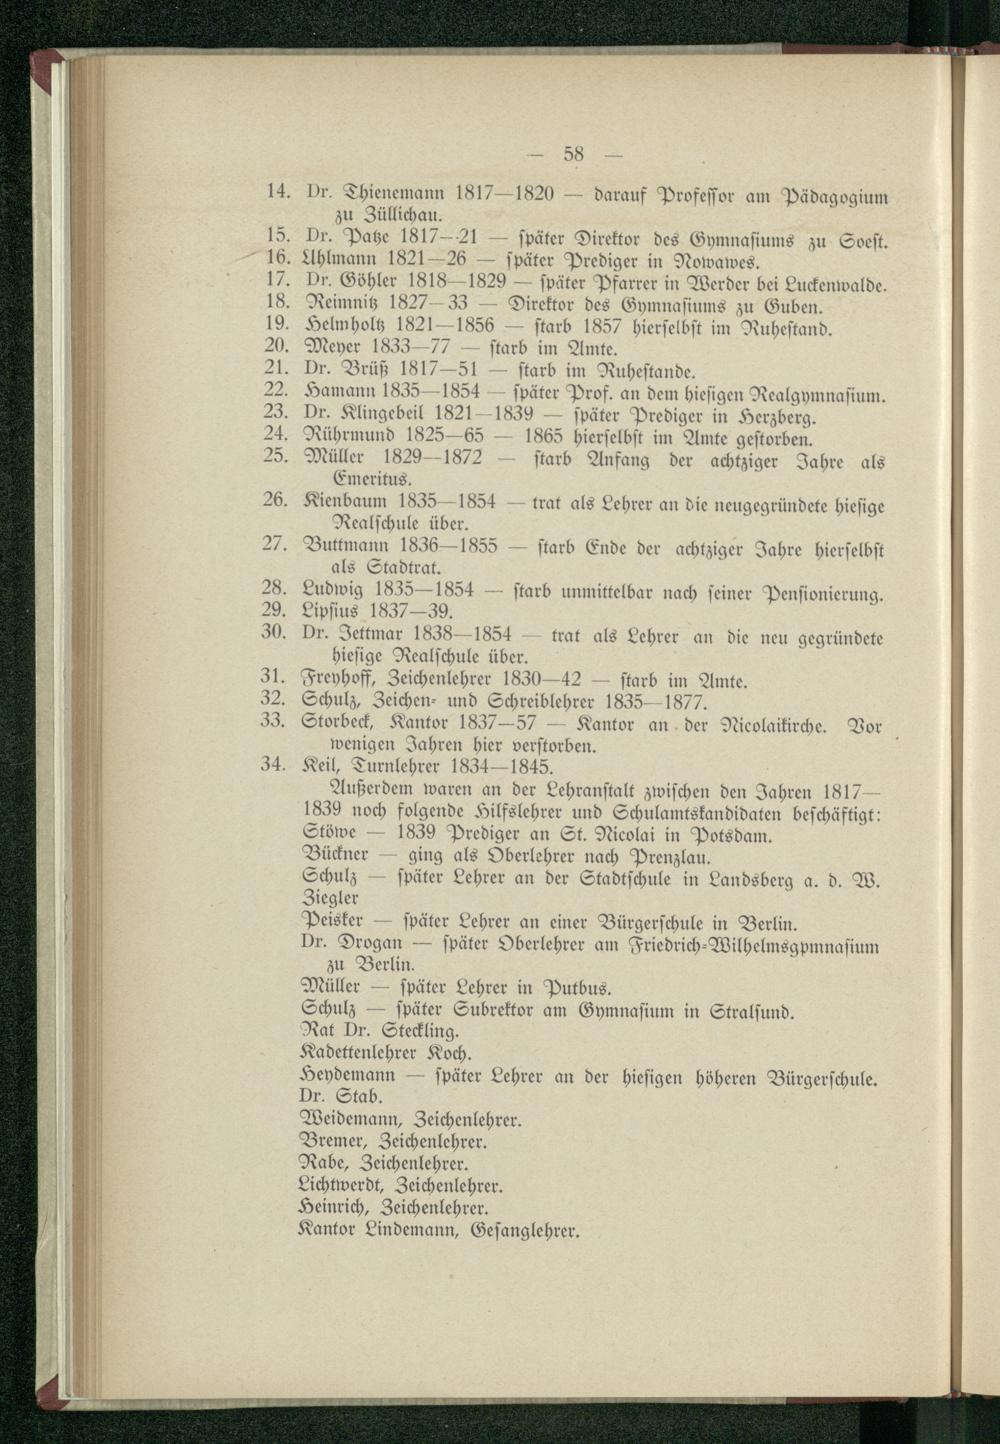 — 58 —
14. Dr. Thienemann 1817—1820 — darauf Professor am Pädagogium
zu Züllichau.
15. Dr. Patze 1817—21 — später Direktor des Gymnasiums zu Soest.
16. Uhlmann 1821—26 — später Prediger in Nowawes.
17. Dr. Göhler 1818—1829 — später Pfarrer in Werder bei Luckenwalde.
18. Reimnitz 1827—33 — Direktor des Gymnasiums zu Guben.
19. Helmholtz 1821—1856 — starb 1857 hierselbst im Ruhestand.
20. Meyer 1833—77 — starb im Amte.
21. Dr. Brüß 1817—51 — starb im Ruhestande.
22. Hamann 1835—1854 — später Prof. an dem hiesigen Realgymnasium.
23. Dr. Klingebeil 1821—1839 — später Prediger in Herzberg.
24. Rührmund 1825—65 — 1865 hierselbst im Amte gestorben.
25. Müller 1829—1872 — starb Anfang der achtziger Jahre als
Emeritus.
26. Kienbaum 1835—1854 — trat als Lehrer an die neugegründete hiesige
Realschule über.
27. Buttmann 1836—1855 — starb Ende der achtziger Jahre hierselbst
als Stadtrat.
28. Ludwig 1835—1854 — starb unmittelbar nach seiner Pensionierung.
29. Lipsius 1837—39.
30. Dr. Jettmar 1838—1854 — trat als Lehrer an die neu gegründete
hiesige Realschule über.
31. Freyhoff, Zeichenlehrer 1830—42 — starb im Amte.
32. Schulz, Zeichen- und Schreiblehrer 1835—1877.
33. Storbeck, Kantor 1837—57 — Kantor an der Nicolaikirche. Vor
wenigen Jahren hier verstorben.
34. Keil, Turnlehrer 1834—1845.
Außerdem waren an der Lehranstalt zwischen den Jahren 1817—
1839 noch folgende Hilfslehrer und Schulamtskandidaten beschäftigt:
Stöwe — 1839 Prediger an St. Nicolai in Potsdam.
Bückner — ging als Oberlehrer nach Prenzlau.
Schulz — später Lehrer an der Stadtschule in Landsberg a. d. W.
Ziegler
Peisker — später Lehrer an einer Bürgerschule in Berlin.
Dr. Drogan — später Oberlehrer am Friedrich-Wilhelmsgpmnasium
zu Berlin.
Müller — später Lehrer in Putbus.
Schulz — später Subrektor am Gymnasium in Stralsund.
Rat Dr. Steckling.
Kadettenlehrer Koch.
Heydemann — später Lehrer an der hiesigen höheren Bürgerschule.
Dr. Stab.
Weidemann, Zeichenlehrer.
Bremer, Zeichenlehrer.
Rabe, Zeichenlehrer.
Lichtwerdt, Zeichenlehrer.
Heinrich, Zeichenlehrer.
Kantor Lindemann, Gesanglehrer.